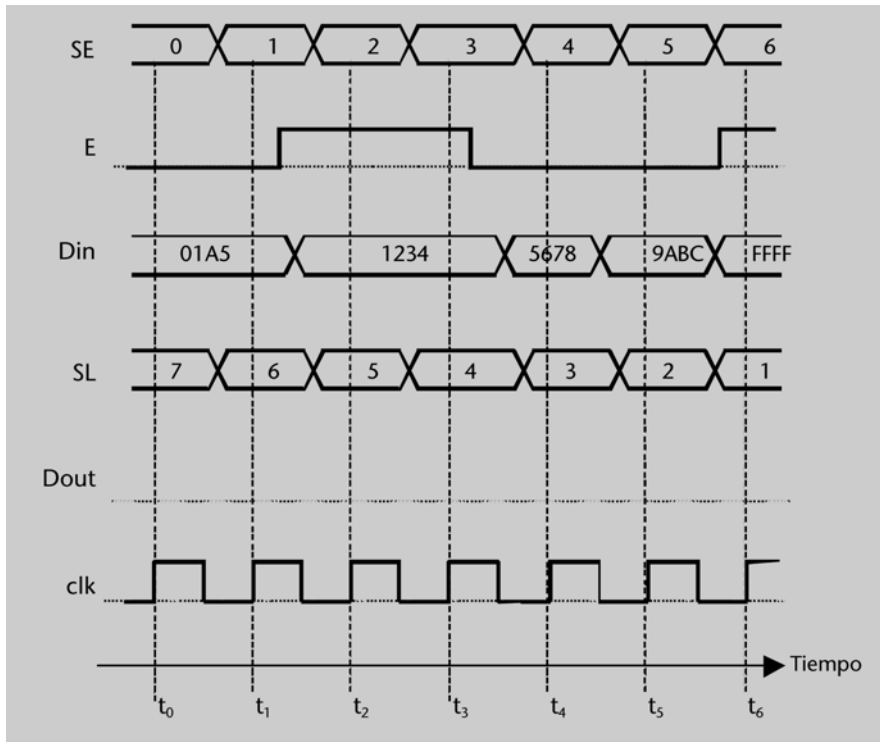 SE 0 1 2 3 4 5 6
E
Din 01A5 1234 5678 9ABC FFFF
SL 7 6 5 4 3 2 1
Dout
clk
Tiempo
t0 t1 t2 t3 t4 t5 t6